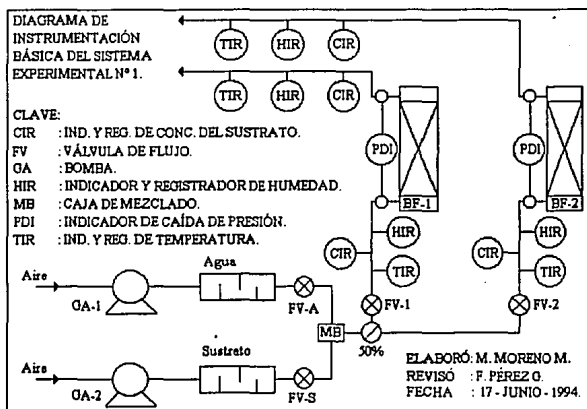 DIAGRAMA DE
INSTRUMENTACIÓN
BÁSICA DEL SISTEMA
EXPERIMENTAL Nº 1.
TIR HIR CIR
TIR HIR CIR
CLAVE:
CIR : IND. Y REG. DE CONC. DEL SUSTRATO.
FV : VÁLVULA DE FLUJO.
GA : BOMBA.
HIR : INDICADOR Y REGISTRADOR DE HUMEDAD.
MB : CAJA DE MEZCLADO.
PDI : INDICADOR DE CAÍDA DE PRESIÓN.
TIR : IND. Y REG. DE TEMPERATURA.
PDI
BF-1
PDI
BF-2
HIR
CIR
TIR
FV-1
HIR
CIR
TIR
FV-2
Aire
GA-1
Agua
FV-A
MB
50%
Aire
GA-2
Sustrato
FV-S
ELABORÓ: M. MORENO M.
REVISÓ : F. PÉREZ G.
FECHA : 17 - JUNIO - 1994.